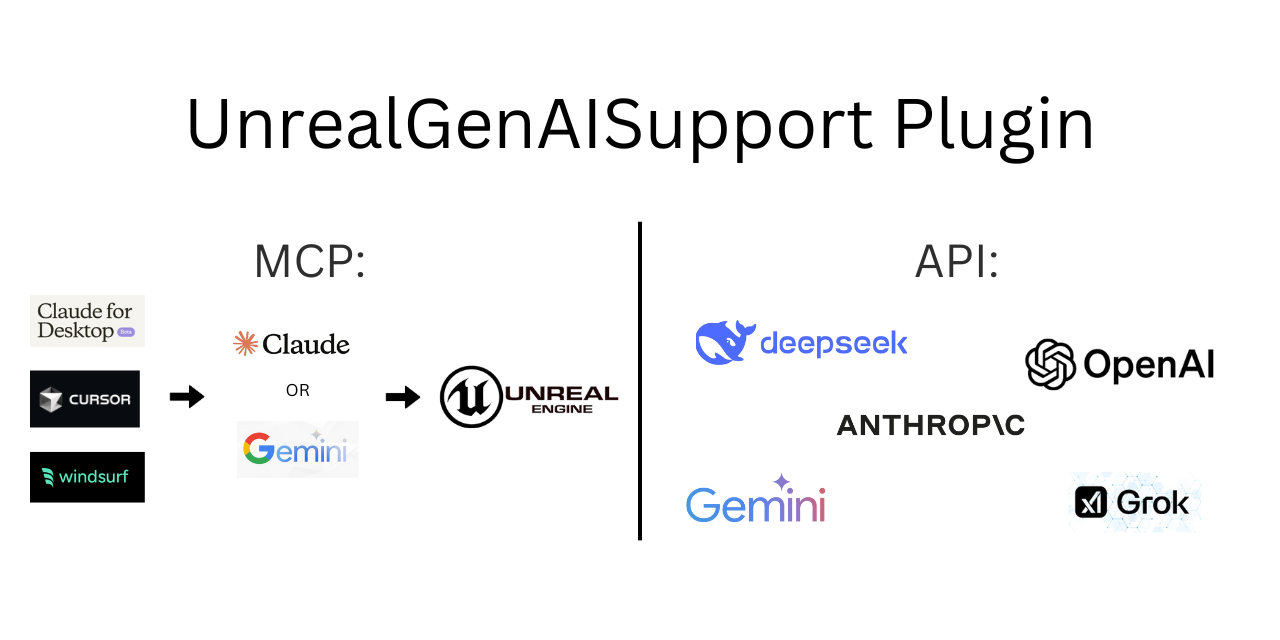 UnrealGenAISupport Plugin
MCP:
Claude for
Desktop Beta
CURSOR
windsurf
Claude
OR
Gemini
UNREAL
ENGINE
API:
deepseek
OpenAI
ANTHROP\C
Gemini
Grok